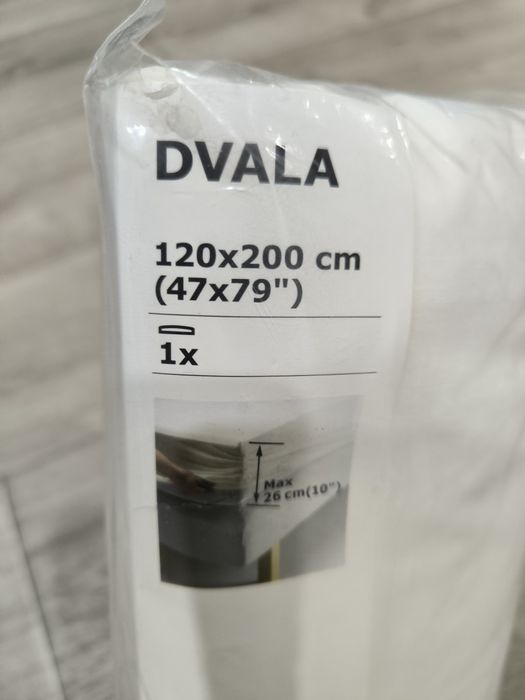 DVALA
120x200 cm
(47x79")
1x
Max
26 cm(10")